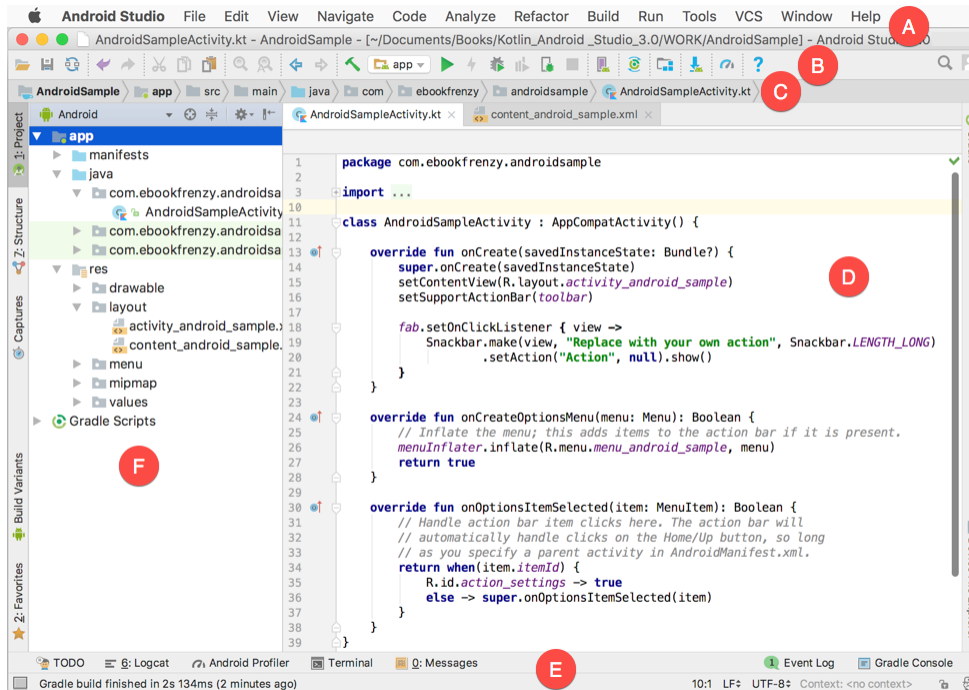 Android Studio File Edit View Navigate Code Analyze Refactor Build Run Tools VCS Window Help
A
AndroidSampleActivity.kt - AndroidSample - [~/Documents/Books/Kotlin_Android _Studio_3.0/WORK/AndroidSample] - Android
app ?
B
AndroidSample app src main java com ebookfrenzy androidsample AndroidSampleActivity.kt
C
1: Project
Z: Structure
Captures
Build Variants
2: Favorites
Android
app
manifests
java
com.ebookfrenzy.androidsa
AndroidSampleActivity
com.ebookfrenzy.androidsa
com.ebookfrenzy.androidsa
res
drawable
layout
activity_android_sample.
content_android_sample.
menu
mipmap
values
Gradle Scripts
F
AndroidSampleActivity.kt content_android_sample.xml
1 package com.ebookfrenzy.androidsample
2
3 import ...
10
11 class AndroidSampleActivity : AppCompatActivity() {
12
13 override fun onCreate(savedInstanceState: Bundle?) {
14 super.onCreate(savedInstanceState)
15 setContentView(R.layout.activity_android_sample)
16 setSupportActionBar(toolbar)
17
18 fab.setOnClickListener { view ->
19 Snackbar.make(view, "Replace with your own action", Snackbar.LENGTH_LONG)
20 .setAction("Action", null).show()
21 }
22 }
23
24 override fun onCreateOptionsMenu(menu: Menu): Boolean {
25 // Inflate the menu; this adds items to the action bar if it is present.
26 menuInflater.inflate(R.menu.menu_android_sample, menu)
27 return true
28 }
29
30 override fun onOptionsItemSelected(item: MenuItem): Boolean {
31 // Handle action bar item clicks here. The action bar will
32 // automatically handle clicks on the Home/Up button, so long
33 // as you specify a parent activity in AndroidManifest.xml.
34 return when(item.itemId) {
35 R.id.action_settings -> true
36 else -> super.onOptionsItemSelected(item)
37 }
38 }
39 }
D
TODO 6: Logcat Android Profiler Terminal 0: Messages
E
1 Event Log Gradle Console
Gradle build finished in 2s 134ms (2 minutes ago) 10:1 LF UTF-8 Context: <no context>